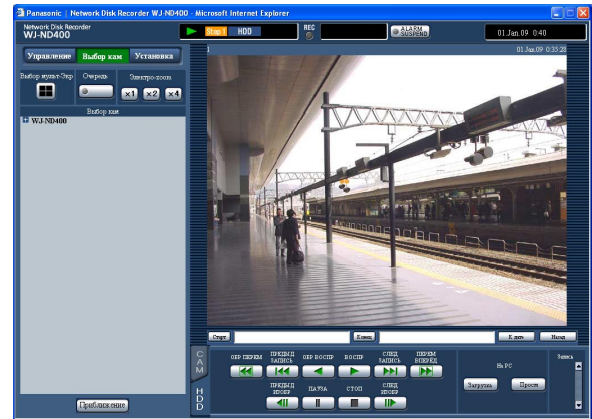 Panasonic | Network Disk Recorder WJ-ND400 - Microsoft Internet Explorer
Network Disk Recorder
WJ-ND400
Step 1 HDD
REC
ALARM SUSPEND
01.Jan.09 0:40
Управление Выбор кам Установка
01.Jan.09 0:35:28
Выбор мульт-Экр Очередь Электро-zoom
x1 x2 x4
Выбор кам
WJ-ND400
Старт Конец К дате Назад
CAM
HDD
ОБР ПЕРЕМ ПРЕДЫД ЗАПИСЬ ОБР ВОСПР ВОСПР СЛЕД ЗАПИСЬ ПЕРЕМ ВПЕРЁД
На PC
Запись
ПРЕДЫД ИЗОБР ПАУЗА СТОП СЛЕД ИЗОБР
Загрузка Просм
Приближение